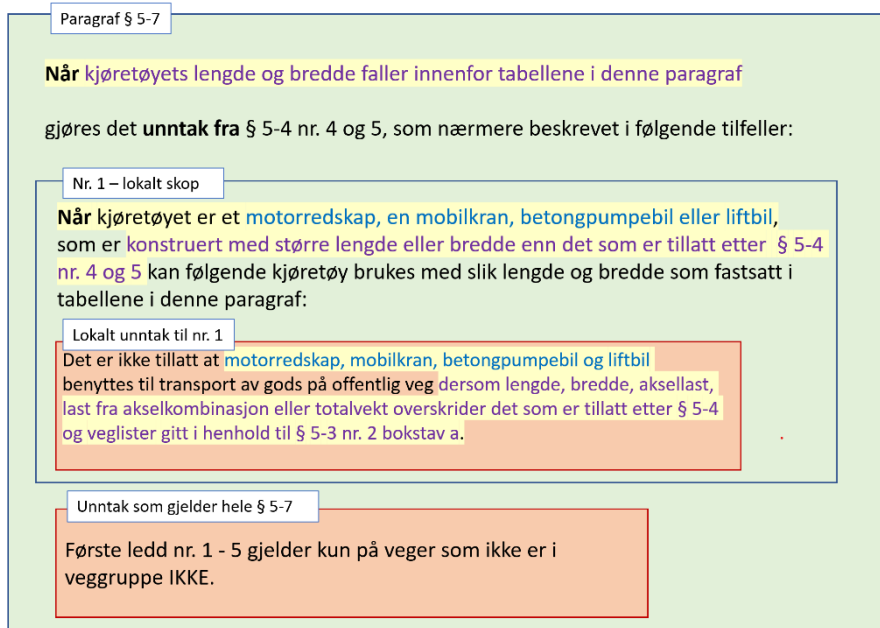 Paragraf § 5-7
Når kjøretøyets lengde og bredde faller innenfor tabellene i denne paragraf
gjøres det unntak fra § 5-4 nr. 4 og 5, som nærmere beskrevet i følgende tilfeller:
Nr. 1 – lokalt skop
Når kjøretøyet er et motorredskap, en mobilkran, betongpumpebil eller liftbil,
som er konstruert med større lengde eller bredde enn det som er tillatt etter § 5-4
nr. 4 og 5 kan følgende kjøretøy brukes med slik lengde og bredde som fastsatt i
tabellene i denne paragraf:
Lokalt unntak til nr. 1
Det er ikke tillatt at motorredskap, mobilkran, betongpumpebil og liftbil
benyttes til transport av gods på offentlig veg dersom lengde, bredde, aksellast,
last fra akselkombinasjon eller totalvekt overskrider det som er tillatt etter § 5-4
og veglister gitt i henhold til § 5-3 nr. 2 bokstav a.
Unntak som gjelder hele § 5-7
Første ledd nr. 1 - 5 gjelder kun på veger som ikke er i
veggruppe IKKE.